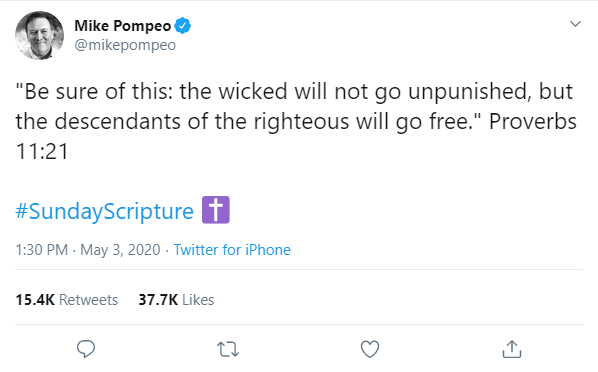 Mike Pompeo
@mikepompeo
"Be sure of this: the wicked will not go unpunished, but
the descendants of the righteous will go free." Proverbs
11:21
#SundayScripture ✝️
1:30 PM · May 3, 2020 · Twitter for iPhone
15.4K Retweets 37.7K Likes